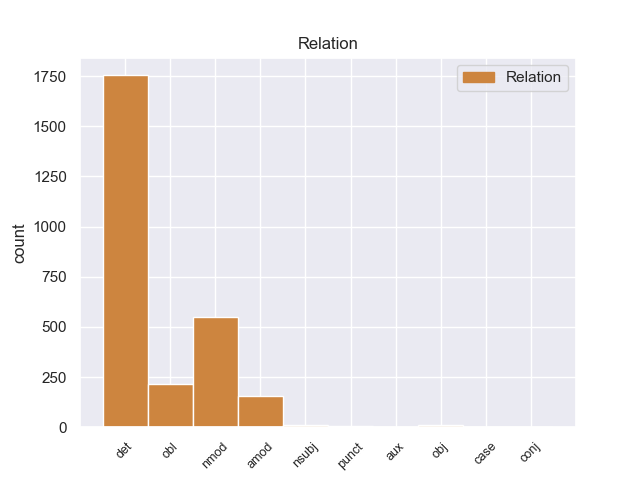 Relation
Relation
count
1750
1500
1250
1000
750
500
250
0
det obl nmod amod nsubj punct aux obj case conj